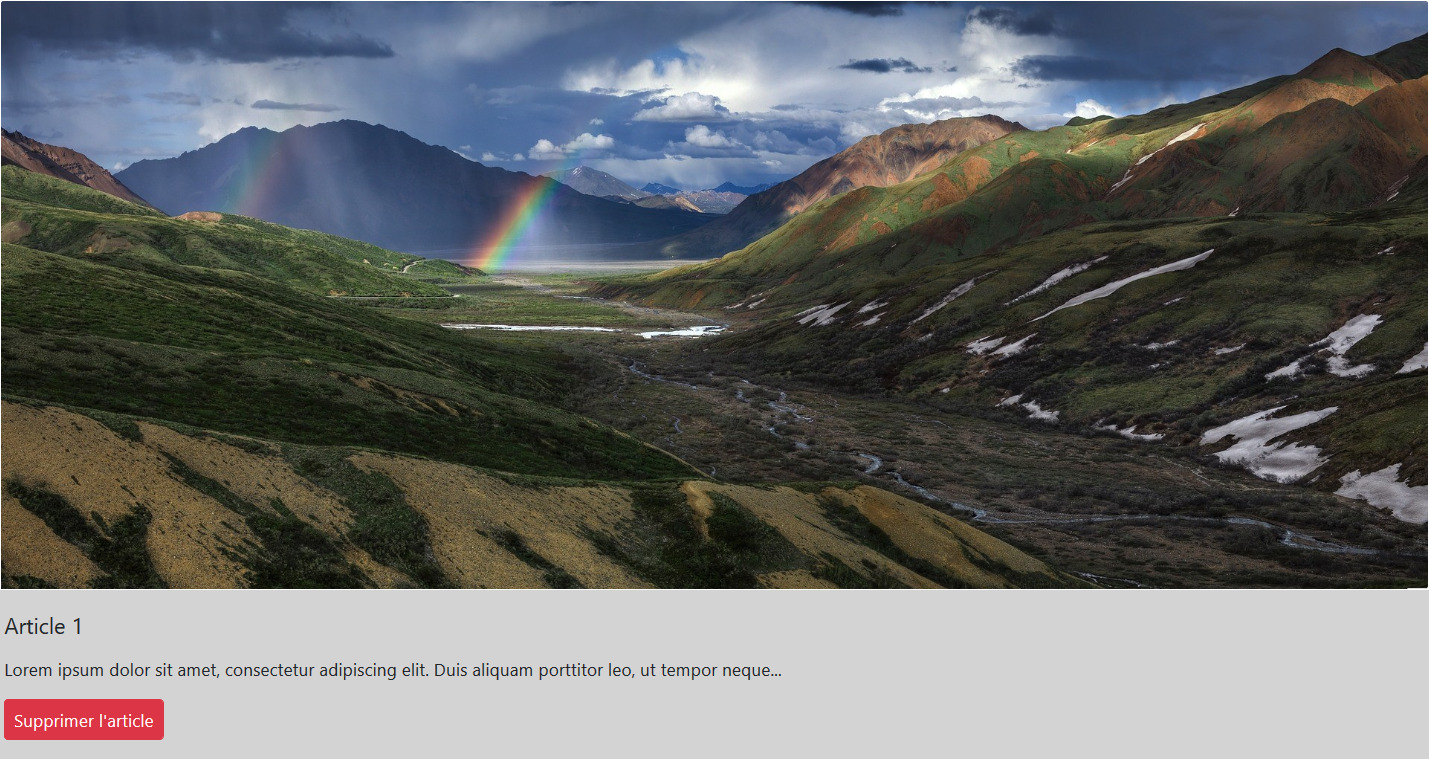 Article 1
Lorem ipsum dolor sit amet, consectetur adipiscing elit. Duis aliquam porttitor leo, ut tempor neque...
Supprimer l'article